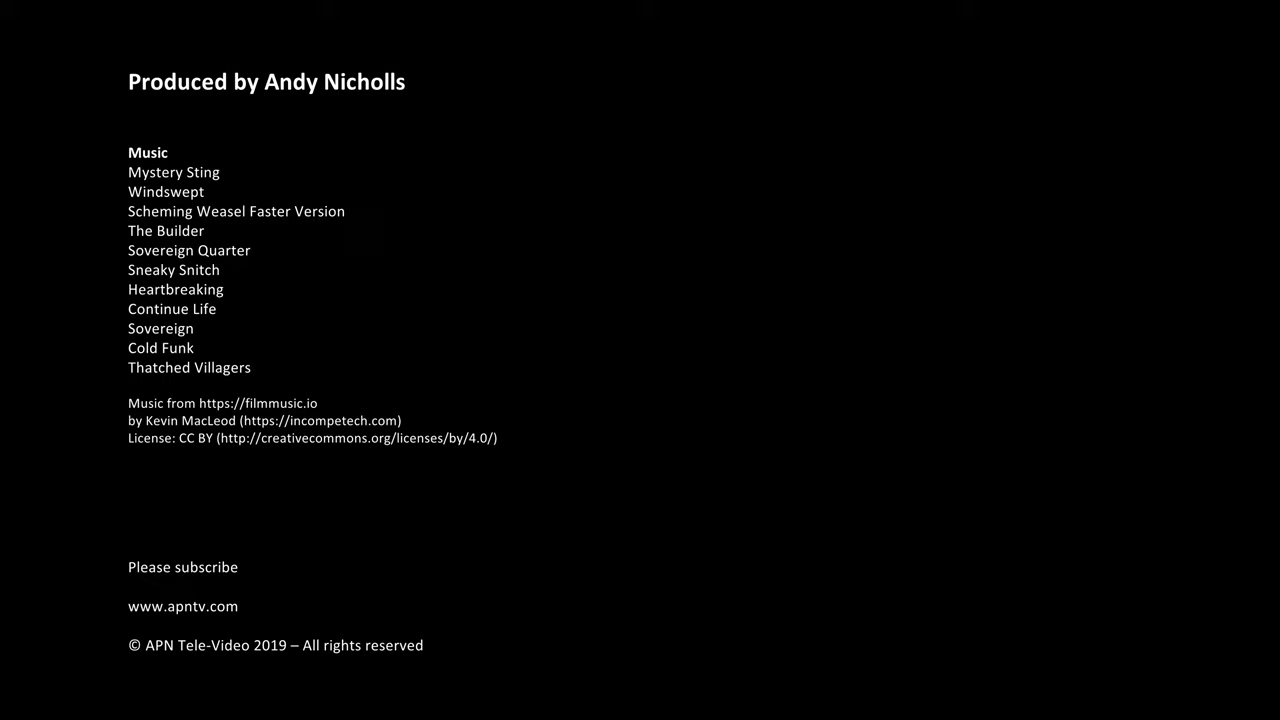 Produced by Andy Nicholls
Music
Mystery Sting
Windswept
Scheming Weasel Faster Version
The Builder
Sovereign Quarter
Sneaky Snitch
Heartbreaking
Continue Life
Sovereign
Cold Funk
Thatched Villagers
Music from https://filmmusic.io
by Kevin MacLeod (https://incompetech.com)
License: CC BY (http://creativecommons.org/licenses/by/4.0/)
Please subscribe
www.apntv.com
© APN Tele-Video 2019 – All rights reserved